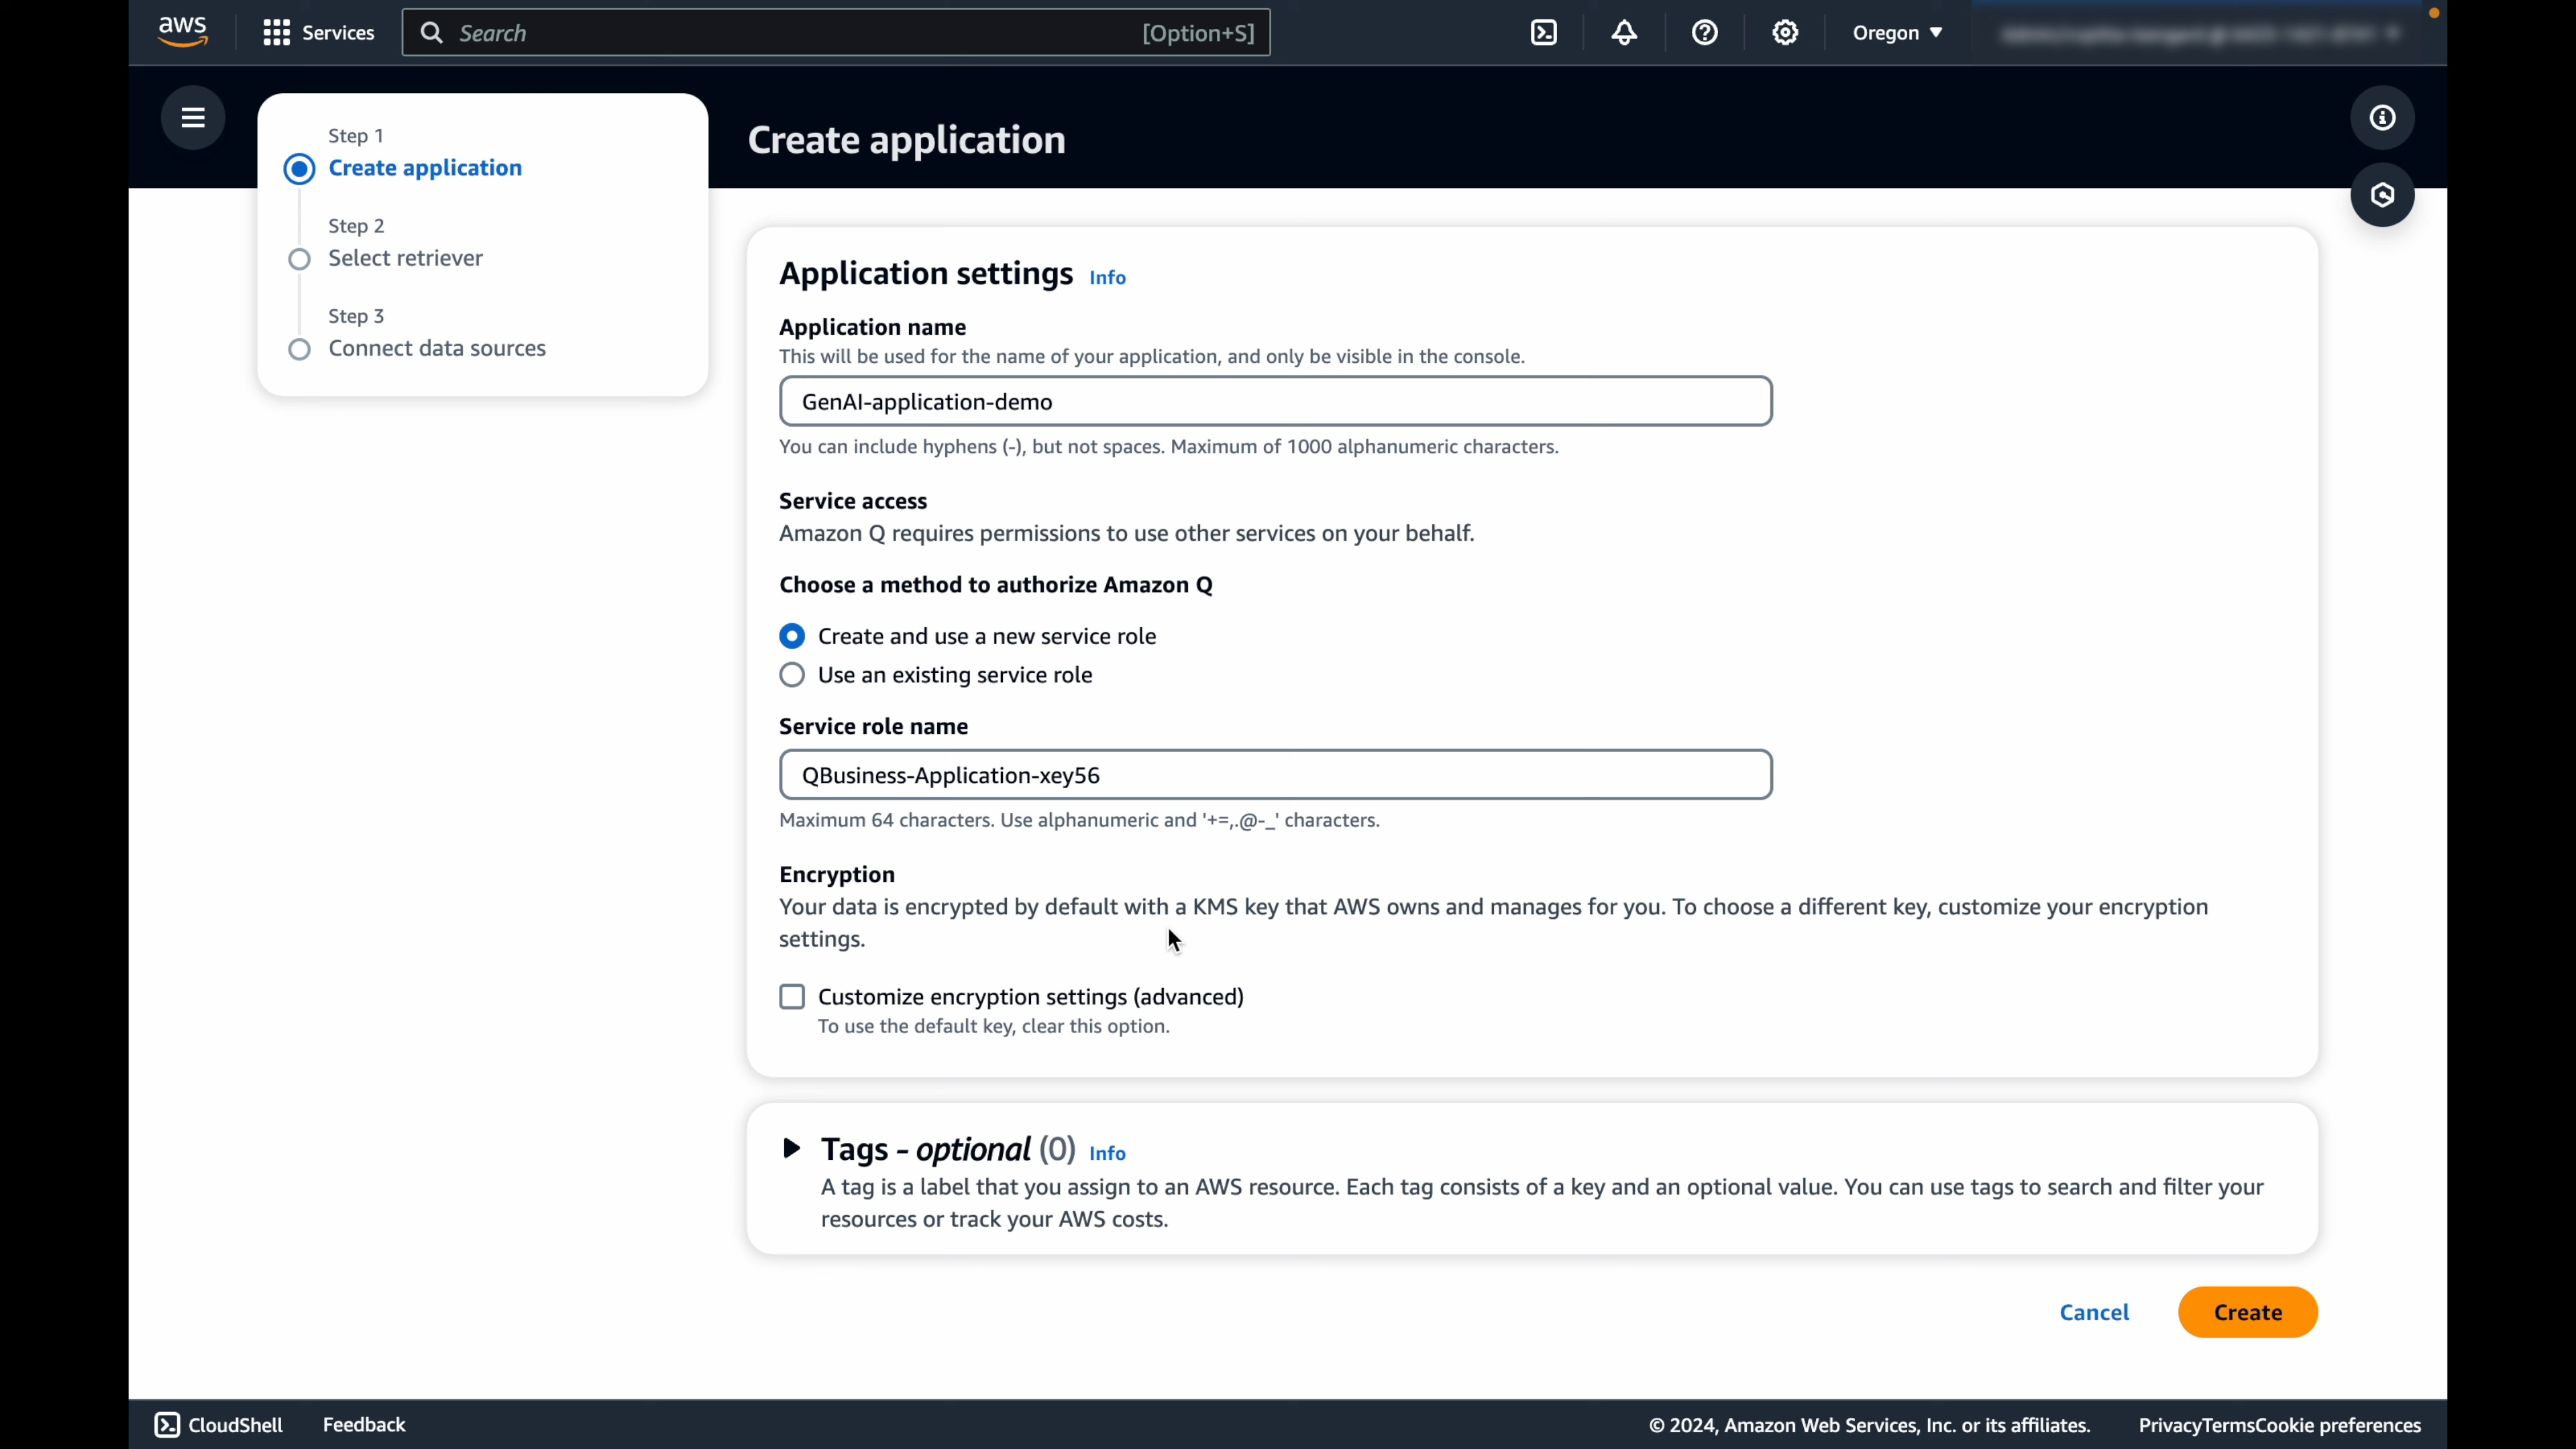 aws
Services
Search
[Option+S]
Oregon
Step 1
Create application
Step 2
Select retriever
Step 3
Connect data sources
Create application
Application settings Info
Application name
This will be used for the name of your application, and only be visible in the console.
GenAI-application-demo
You can include hyphens (-), but not spaces. Maximum of 1000 alphanumeric characters.
Service access
Amazon Q requires permissions to use other services on your behalf.
Choose a method to authorize Amazon Q
Create and use a new service role
Use an existing service role
Service role name
QBusiness-Application-xey56
Maximum 64 characters. Use alphanumeric and '+=,.@-_' characters.
Encryption
Your data is encrypted by default with a KMS key that AWS owns and manages for you. To choose a different key, customize your encryption
settings.
Customize encryption settings (advanced)
To use the default key, clear this option.
Tags - optional (0) Info
A tag is a label that you assign to an AWS resource. Each tag consists of a key and an optional value. You can use tags to search and filter your
resources or track your AWS costs.
Cancel
Create
CloudShell
Feedback
© 2024, Amazon Web Services, Inc. or its affiliates.
PrivacyTermsCookie preferences